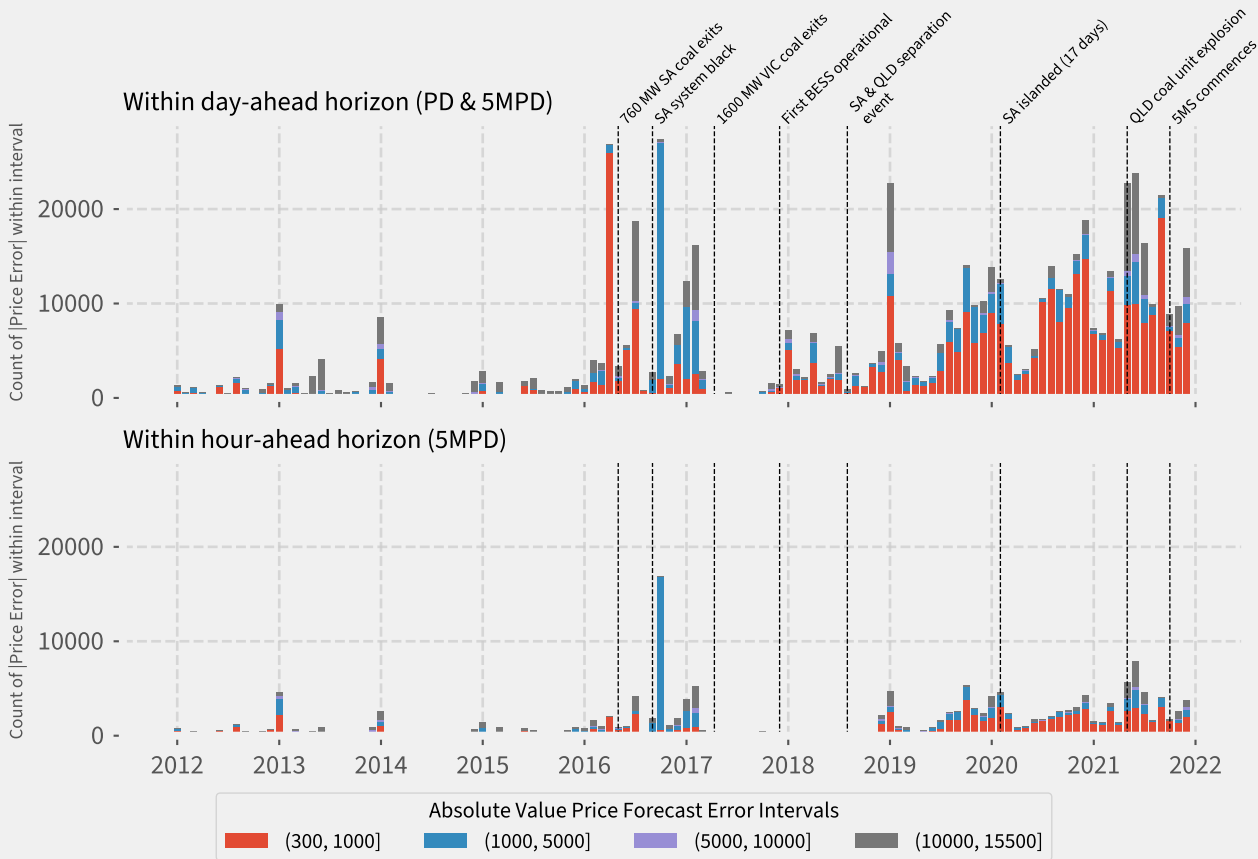 760 MW SA coal exits
SA system black
1600 MW VIC coal exits
First BESS operational
SA & QLD separation
event
SA islanded (17 days)
QLD coal unit explosion
5MS commences
Within day-ahead horizon (PD & 5MPD)
Count of |Price Error| within interval
20000
10000
0
Within hour-ahead horizon (5MPD)
Count of |Price Error| within interval
20000
10000
0
2012 2013 2014 2015 2016 2017 2018 2019 2020 2021 2022
Absolute Value Price Forecast Error Intervals
(300, 1000] (1000, 5000] (5000, 10000] (10000, 15500]